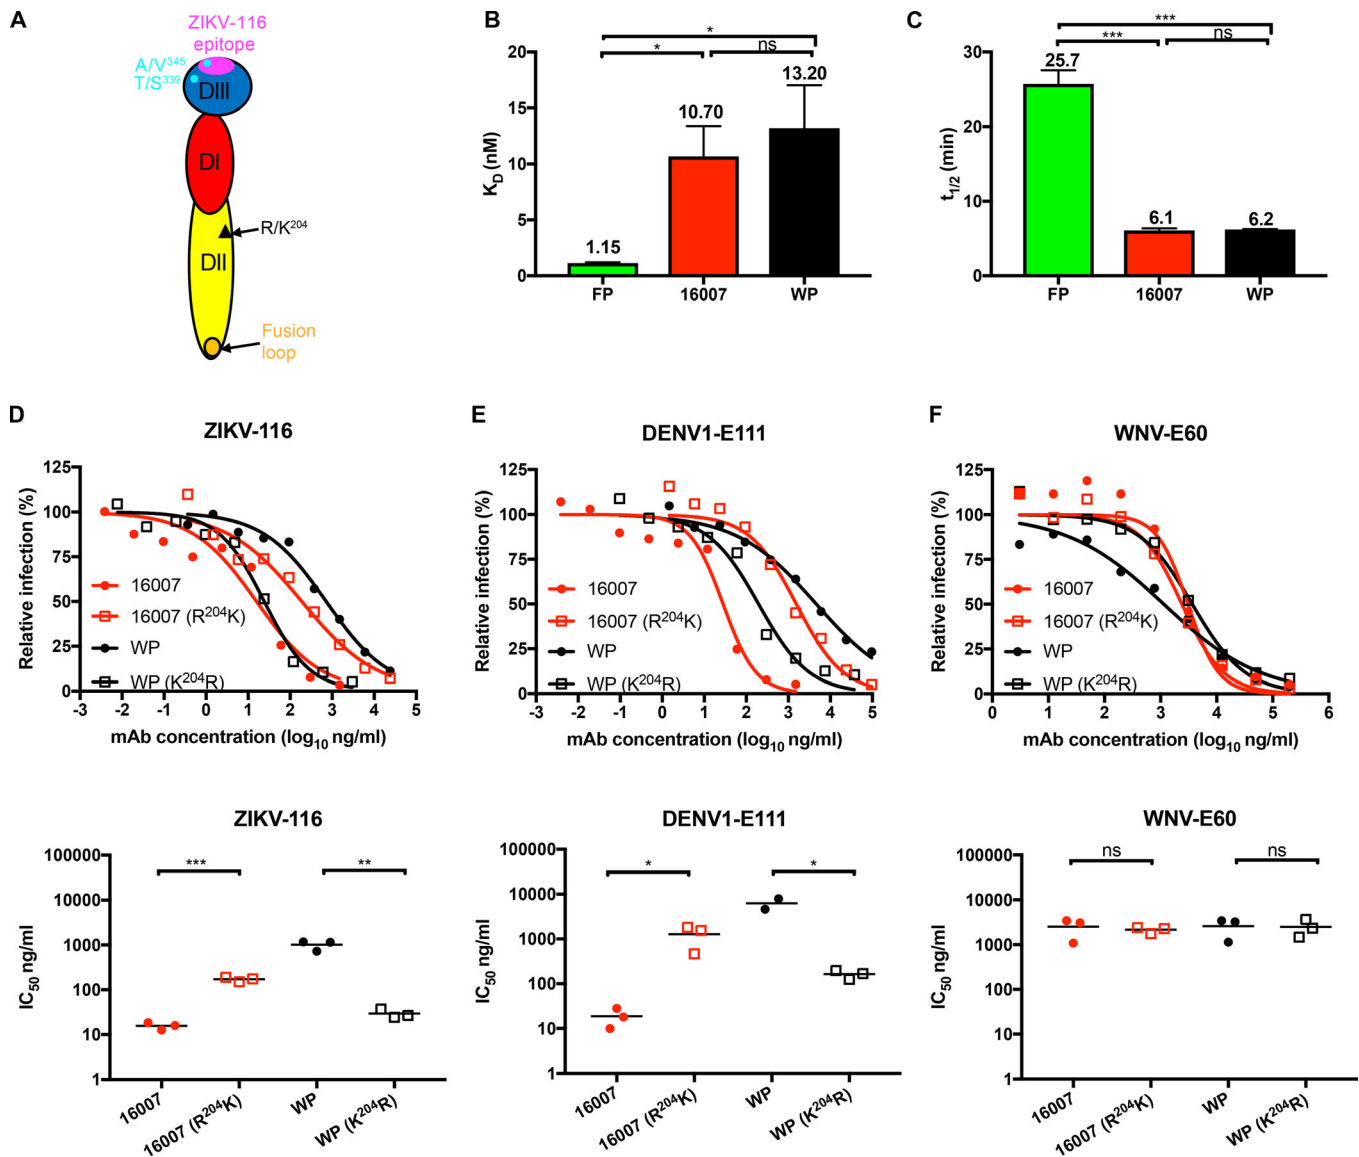 A
ZIKV-116
epitope
A/V³⁴⁵
T/S³³⁹
DIII
DI
R/K²⁰⁴
DII
Fusion
loop
B
*
*
ns
K_D (nM)
20
15
10
5
0
1.15
10.70
13.20
FP
16007
WP
C
***
***
ns
t_1/2 (min)
30
20
10
0
25.7
6.1
6.2
FP
16007
WP
D
ZIKV-116
Relative infection (%)
125
100
75
50
25
0
16007
16007 (R²⁰⁴K)
WP
WP (K²⁰⁴R)
-3 -2 -1 0 1 2 3 4 5
mAb concentration (log₁₀ ng/ml)
E
DENV1-E111
Relative infection (%)
125
100
75
50
25
0
16007
16007 (R²⁰⁴K)
WP
WP (K²⁰⁴R)
-3 -2 -1 0 1 2 3 4 5
mAb concentration (log₁₀ ng/ml)
F
WNV-E60
Relative infection (%)
125
100
75
50
25
0
16007
16007 (R²⁰⁴K)
WP
WP (K²⁰⁴R)
0 1 2 3 4 5 6
mAb concentration (log₁₀ ng/ml)
ZIKV-116
IC₅₀ ng/ml
100000
10000
1000
100
10
1
***
**
16007
16007 (R²⁰⁴K)
WP
WP (K²⁰⁴R)
DENV1-E111
IC₅₀ ng/ml
100000
10000
1000
100
10
1
*
*
16007
16007 (R²⁰⁴K)
WP
WP (K²⁰⁴R)
WNV-E60
IC₅₀ ng/ml
100000
10000
1000
100
10
1
ns
ns
16007
16007 (R²⁰⁴K)
WP
WP (K²⁰⁴R)